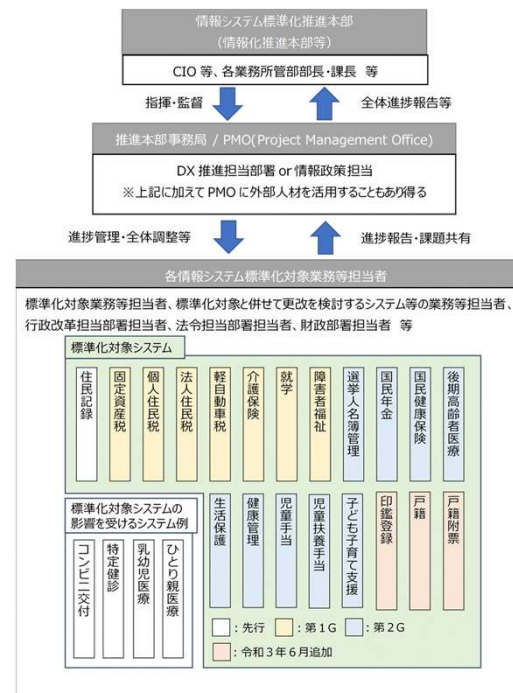 情報システム標準化推進本部
（情報化推進本部等）
CIO 等、各業務所管部部長・課長 等
指揮・監督
全体進捗報告等
推進本部事務局 / PMO(Project Management Office)
DX 推進担当部署 or 情報政策担当
※上記に加えて PMO に外部人材を活用することもあり得る
進捗管理・全体調整等
進捗報告・課題共有
各情報システム標準化対象業務等担当者
標準化対象業務等担当者、標準化対象と併せて更改を検討するシステム等の業務等担当者、
行政改革担当部署担当者、法令担当部署担当者、財政部署担当者 等
標準化対象システム
住民記録
固定資産税
個人住民税
法人住民税
軽自動車税
介護保険
就学
障害者福祉
選挙人名簿管理
国民年金
国民健康保険
後期高齢者医療
標準化対象システムの
影響を受けるシステム例
コンビニ交付
特定健診
乳幼児医療
ひとり親医療
生活保護
健康管理
児童手当
児童扶養手当
子ども子育て支援
印鑑登録
戸籍
戸籍附票
：先行
：第１G
：第２G
：令和３年６月追加